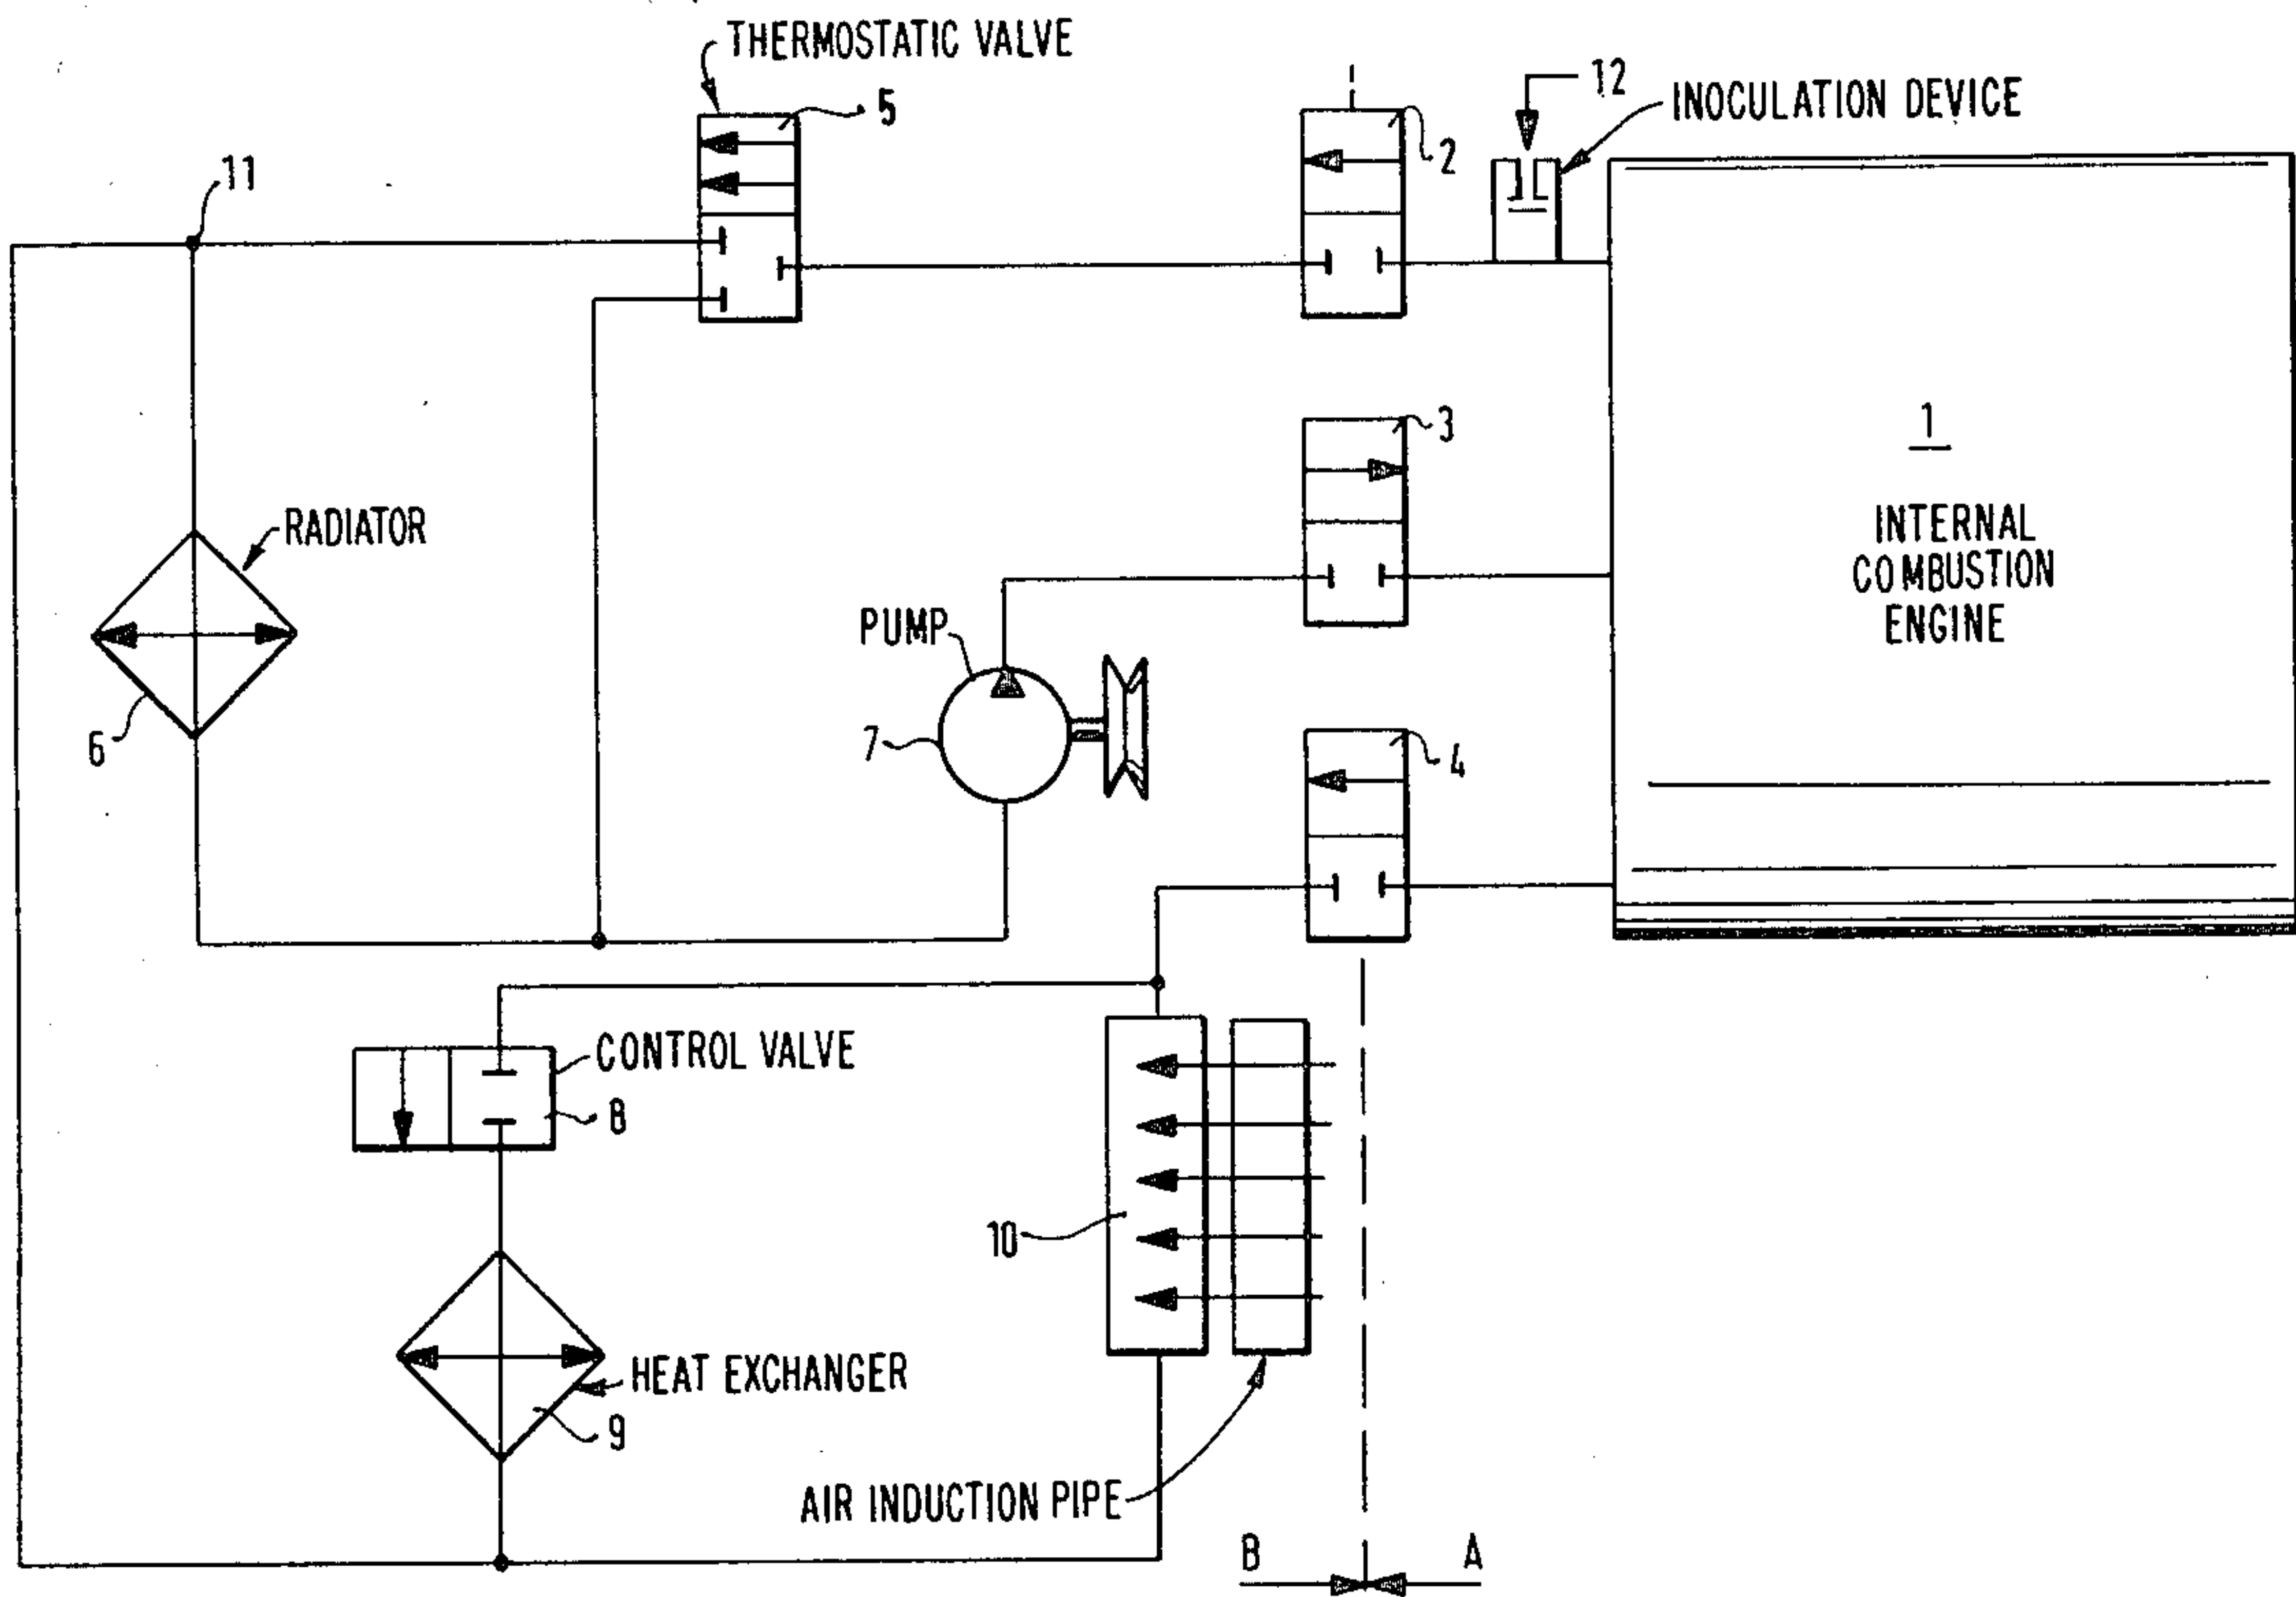 THERMOSTATIC VALVE
5
12
INOCULATION DEVICE
2
11
3
1
INTERNAL
COMBUSTION
ENGINE
RADIATOR
PUMP
6
7
4
CONTROL VALVE
8
10
HEAT EXCHANGER
9
AIR INDUCTION PIPE
B
A